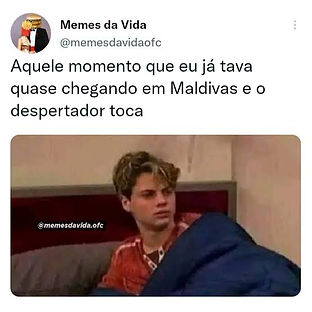 Memes da Vida
@memesdavidaofc
Aquele momento que eu já tava
quase chegando em Maldivas e o
despertador toca
@memesdavida.ofc